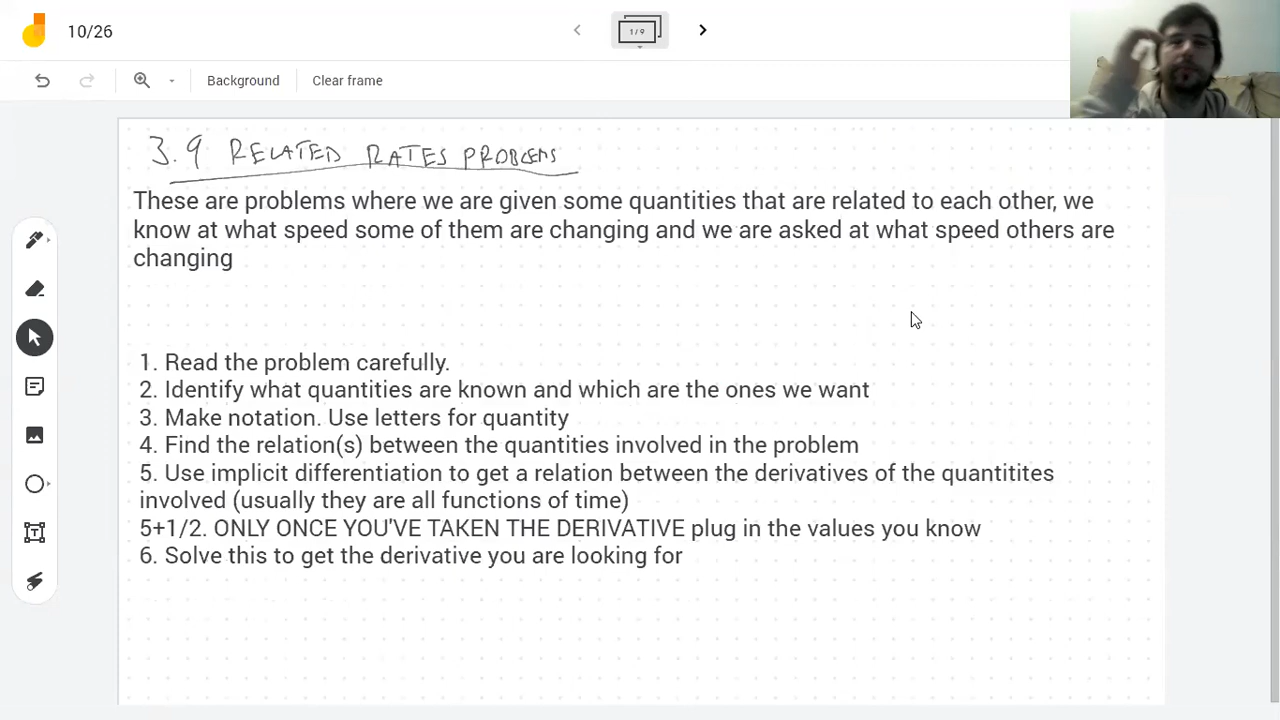 10/26
1/9
Background
Clear frame
3.9 RELATED RATES PROBLEMS
These are problems where we are given some quantities that are related to each other, we
know at what speed some of them are changing and we are asked at what speed others are
changing
1. Read the problem carefully.
2. Identify what quantities are known and which are the ones we want
3. Make notation. Use letters for quantity
4. Find the relation(s) between the quantities involved in the problem
5. Use implicit differentiation to get a relation between the derivatives of the quantitites
involved (usually they are all functions of time)
5+1/2. ONLY ONCE YOU'VE TAKEN THE DERIVATIVE plug in the values you know
6. Solve this to get the derivative you are looking for